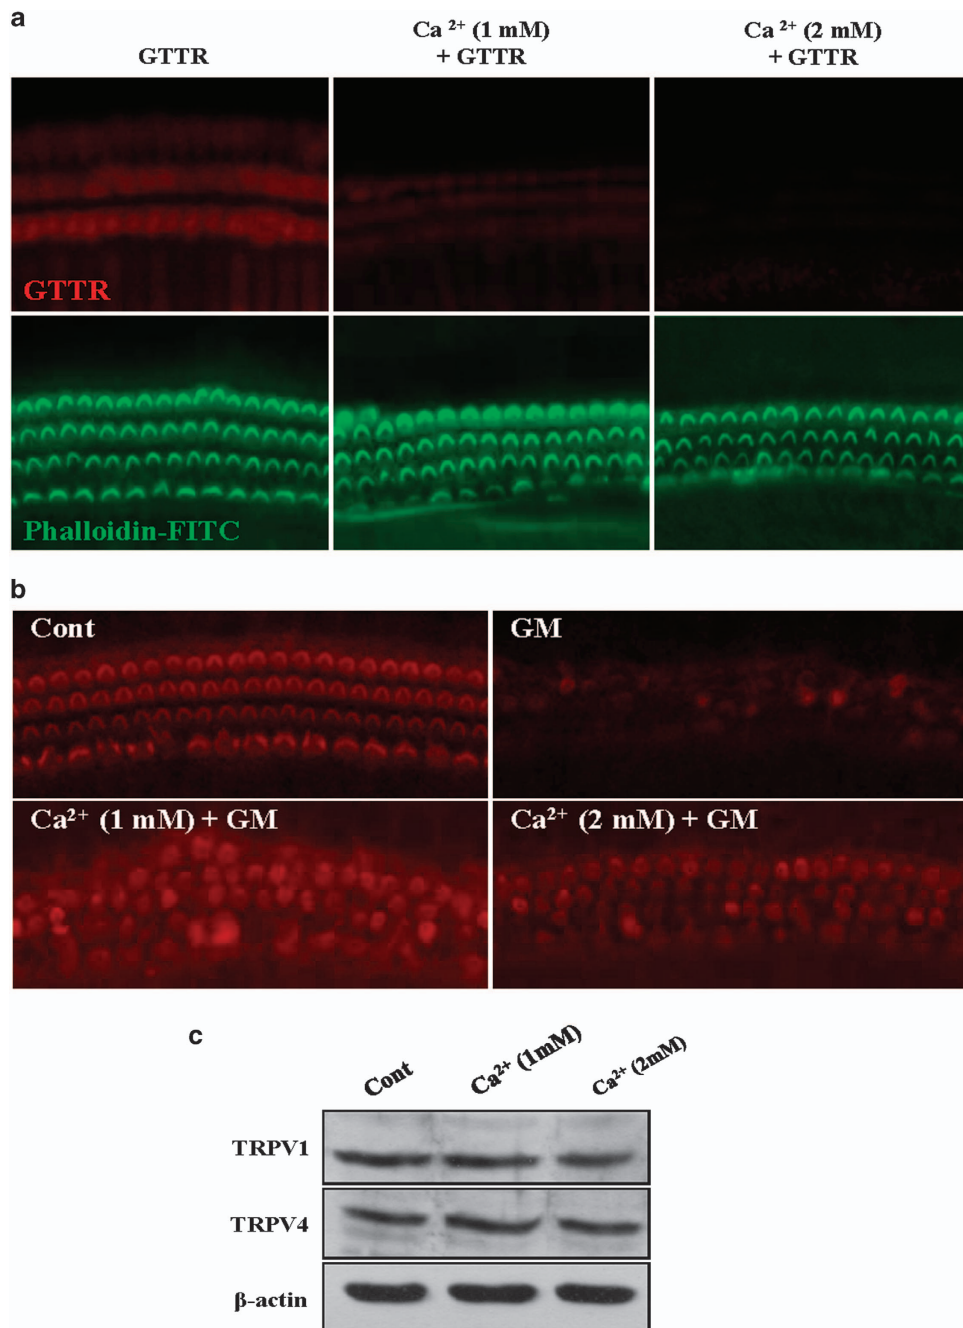 a
GTTR
Ca 2+ (1 mM)
+ GTTR
Ca 2+ (2 mM)
+ GTTR
GTTR
Phalloidin-FITC
b
Cont
GM
Ca2+ (1 mM) + GM
Ca2+ (2 mM) + GM
c
Cont
Ca2+ (1mM)
Ca2+ (2mM)
TRPV1
TRPV4
β-actin